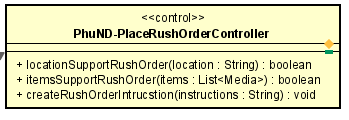 <<control>>
PhuND-PlaceRushOrderController
+ locationSupportRushOrder(location : String) : boolean
+ itemsSupportRushOrder(items : List<Media>) : boolean
+ createRushOrderIntrucstion(instructions : String) : void